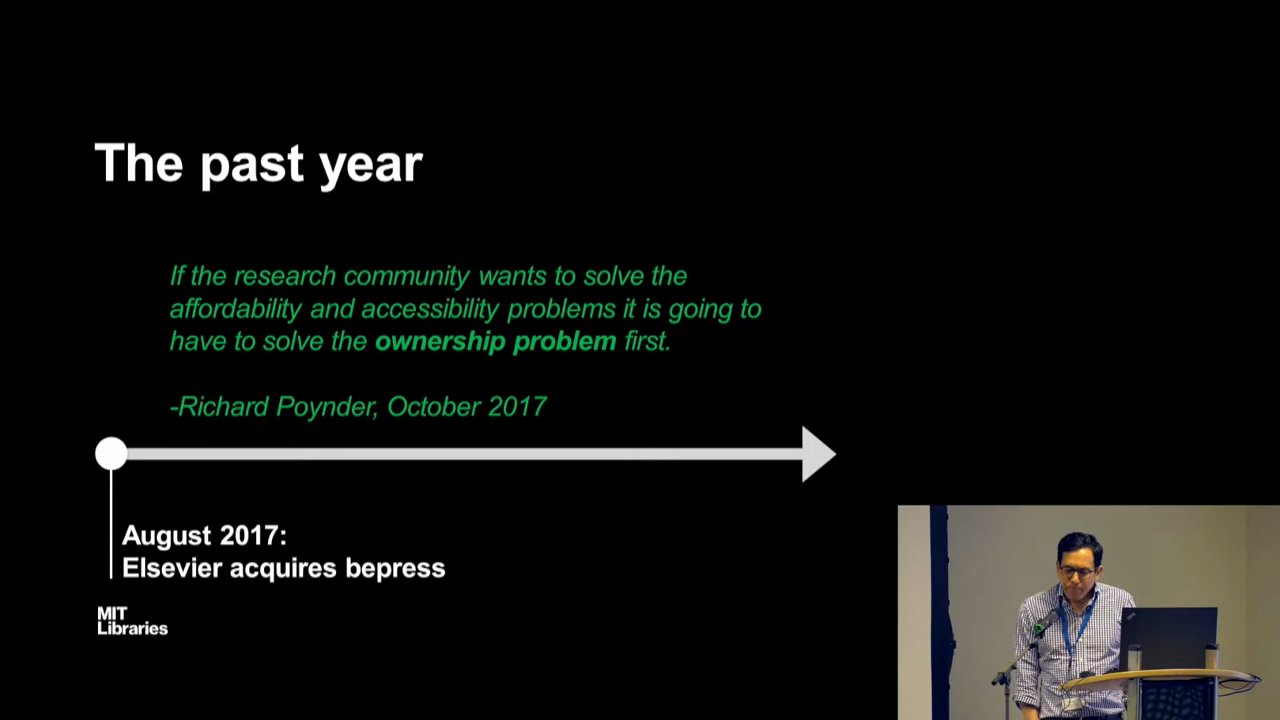 The past year
If the research community wants to solve the
affordability and accessibility problems it is going to
have to solve the ownership problem first.
-Richard Poynder, October 2017
August 2017:
Elsevier acquires bepress
MIT
Libraries